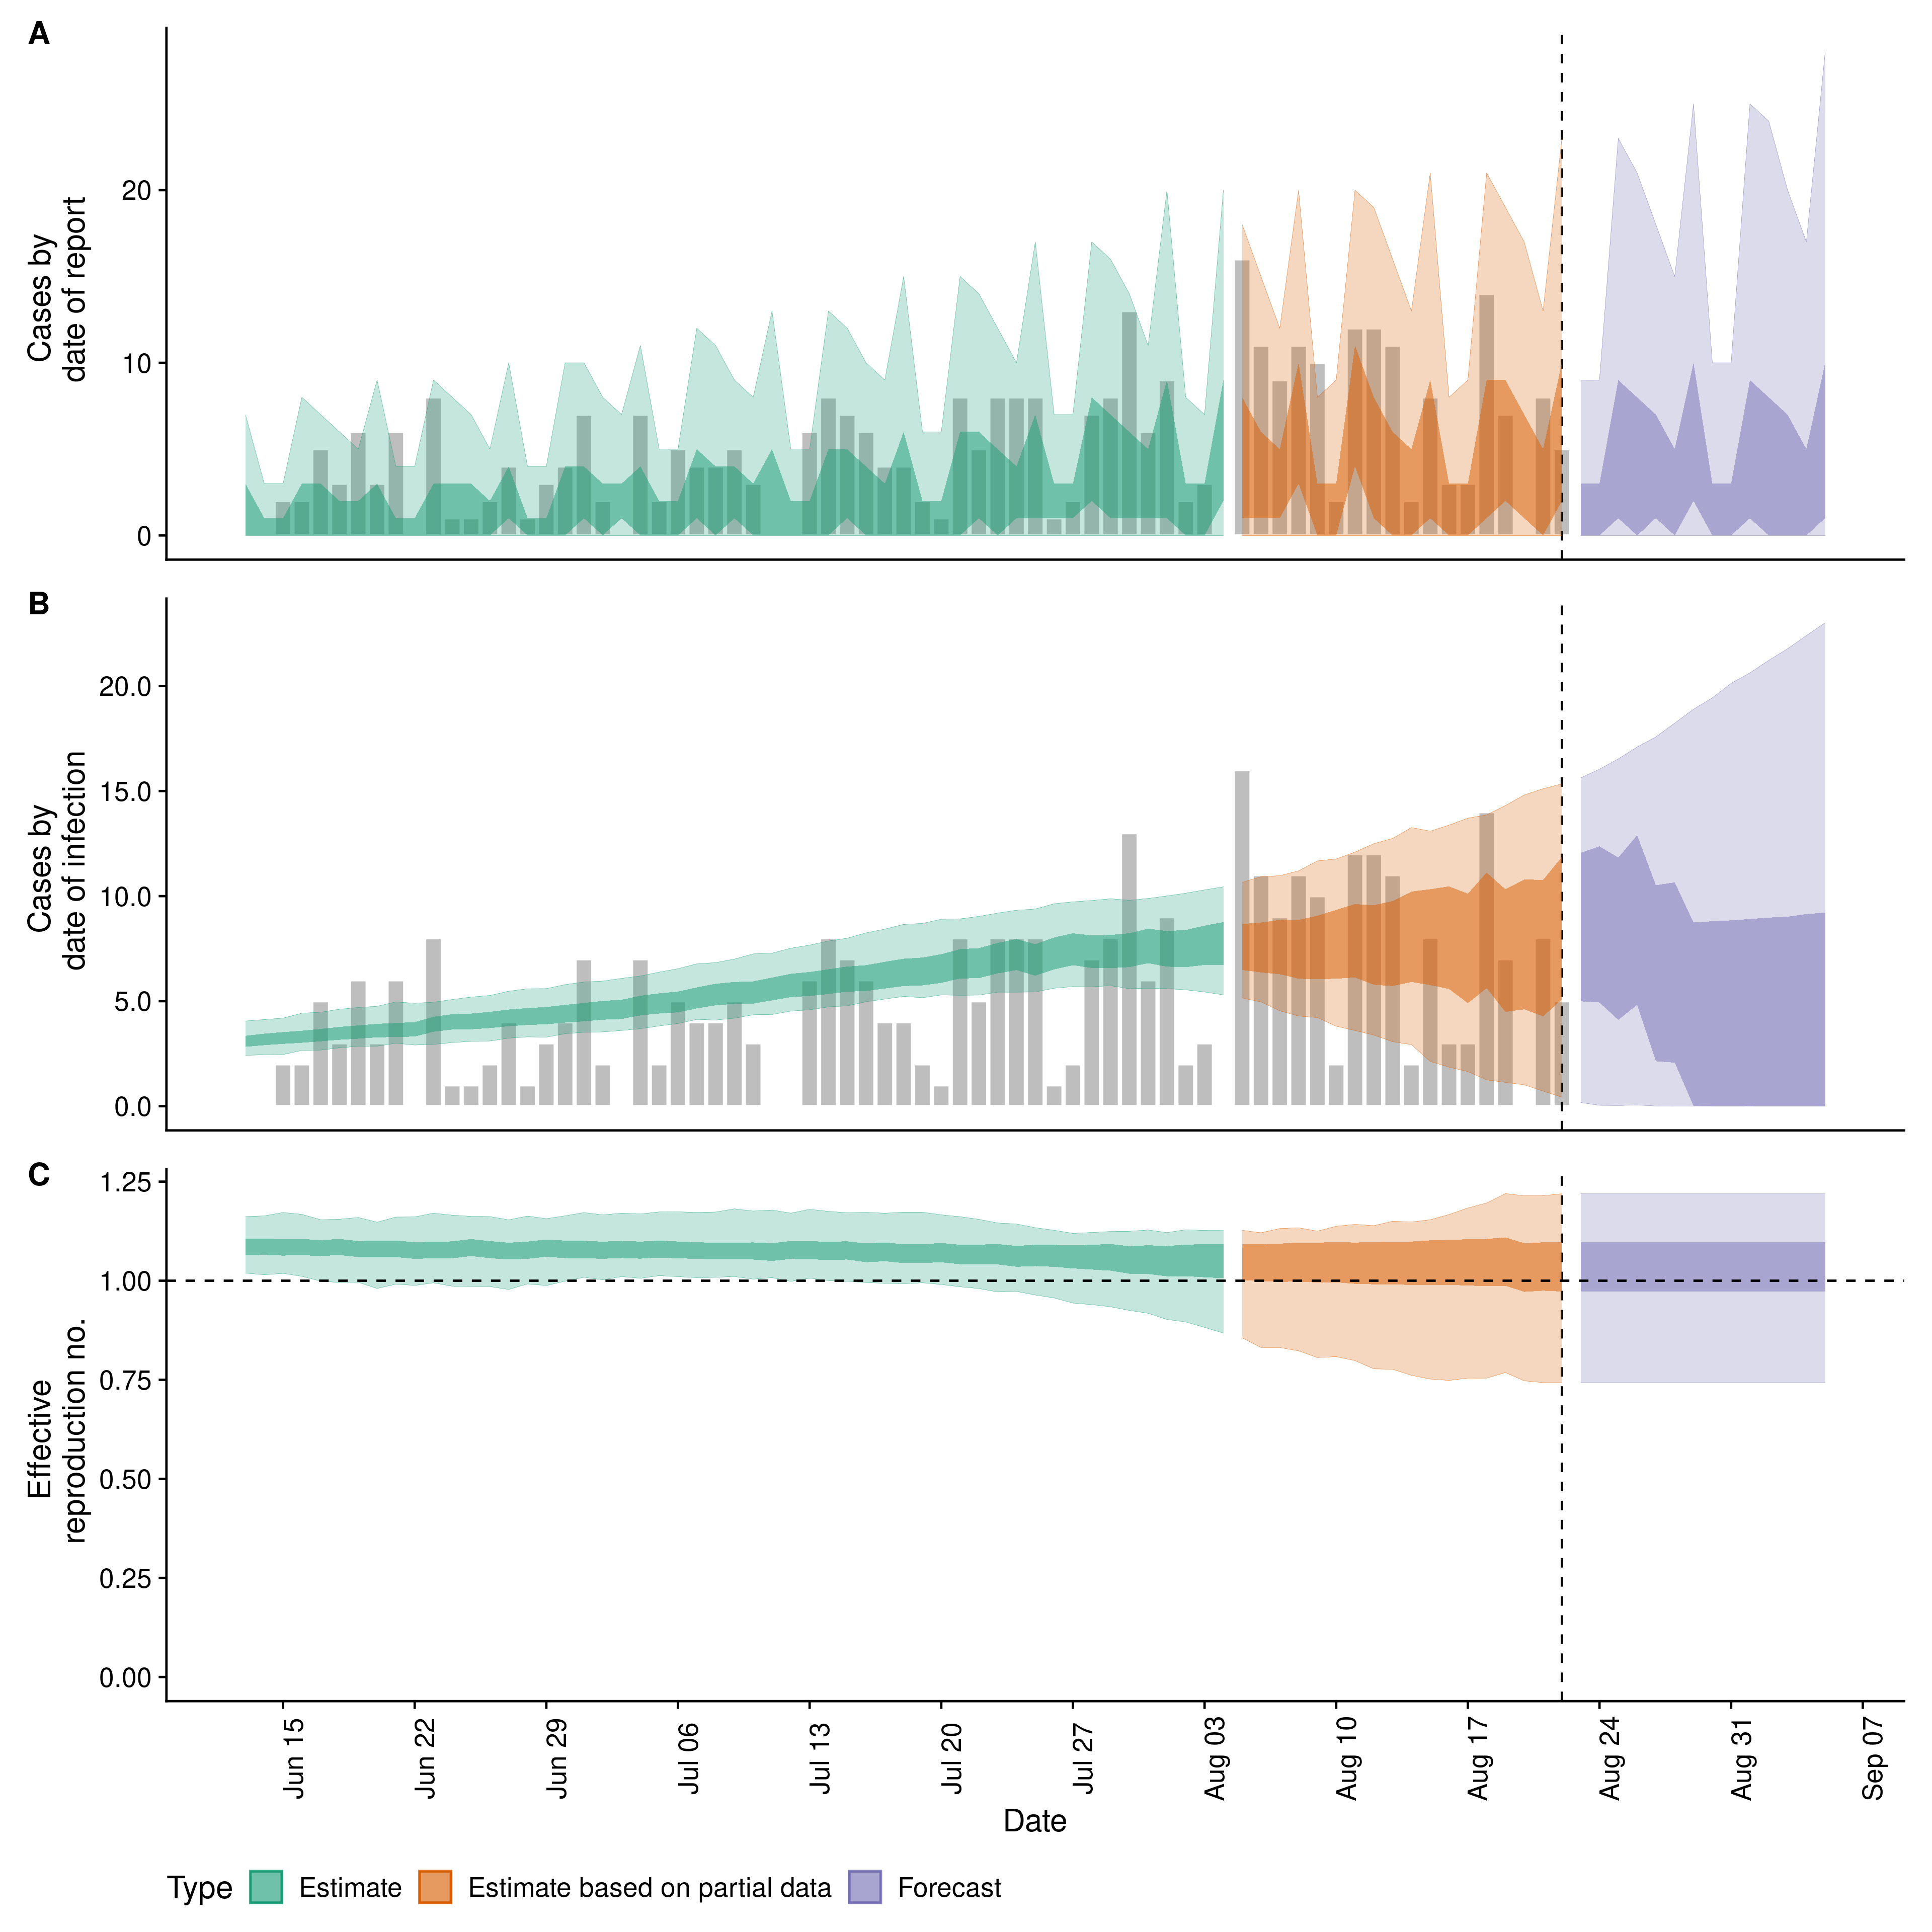 A
Cases by
date of report
20
10
0
B
Cases by
date of infection
20.0
15.0
10.0
5.0
0.0
C
Effective
reproduction no.
1.25
1.00
0.75
0.50
0.25
0.00
Jun 15
Jun 22
Jun 29
Jul 06
Jul 13
Jul 20
Jul 27
Aug 03
Aug 10
Aug 17
Aug 24
Aug 31
Sep 07
Date
Type Estimate Estimate based on partial data Forecast